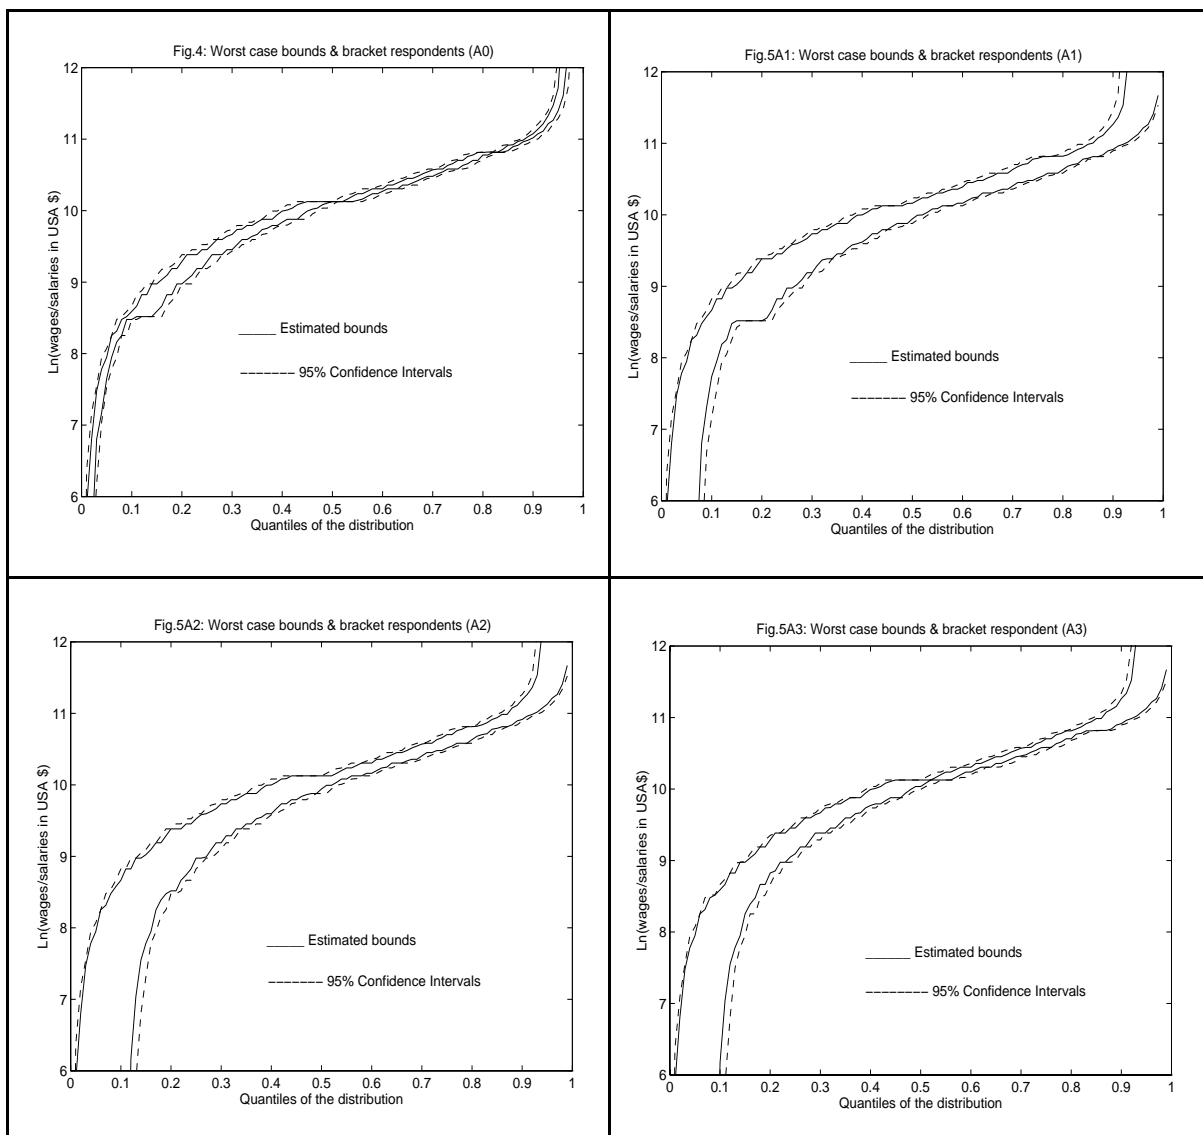 Fig.4: Worst case bounds & bracket respondents (A0)
12
11
10
9
8
7
6
Ln(wages/salaries in USA $)
_____ Estimated bounds
------- 95% Confidence Intervals
0 0.1 0.2 0.3 0.4 0.5 0.6 0.7 0.8 0.9 1
Quantiles of the distribution
Fig.5A1: Worst case bounds & bracket respondents (A1)
12
11
10
9
8
7
6
Ln(wages/salaries in USA $)
_____ Estimated bounds
------- 95% Confidence Intervals
0 0.1 0.2 0.3 0.4 0.5 0.6 0.7 0.8 0.9 1
Quantiles of the distribution
Fig.5A2: Worst case bounds & bracket respondents (A2)
12
11
10
9
8
7
6
Ln(wages/salaries in USA $)
_____ Estimated bounds
------- 95% Confidence Intervals
0 0.1 0.2 0.3 0.4 0.5 0.6 0.7 0.8 0.9 1
Quantiles of the distribution
Fig.5A3: Worst case bounds & bracket respondent (A3)
12
11
10
9
8
7
6
Ln(wages/salaries in USA$)
______ Estimated bounds
--------- 95% Confidence Intervals
0 0.1 0.2 0.3 0.4 0.5 0.6 0.7 0.8 0.9 1
Quantiles of the distribution